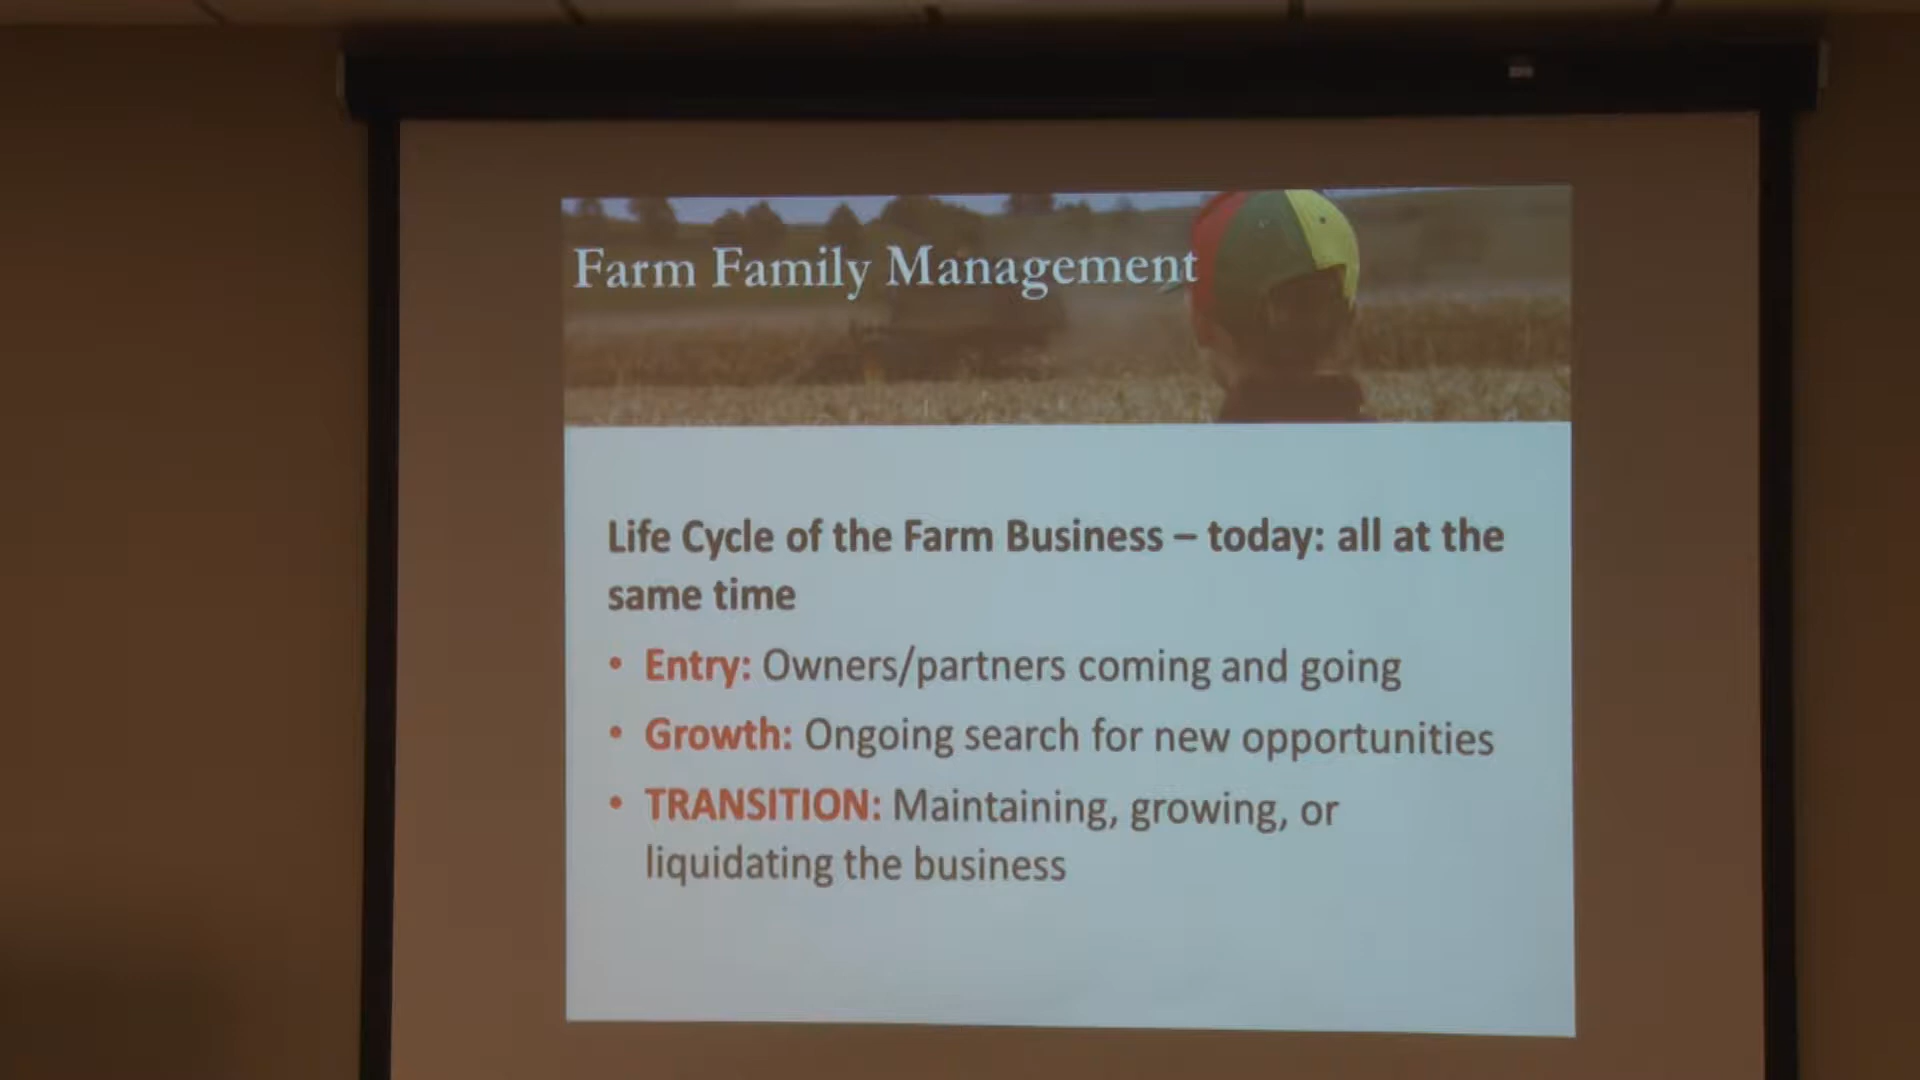 Farm Family Management
Life Cycle of the Farm Business – today: all at the
same time
• Entry: Owners/partners coming and going
• Growth: Ongoing search for new opportunities
• TRANSITION: Maintaining, growing, or
liquidating the business